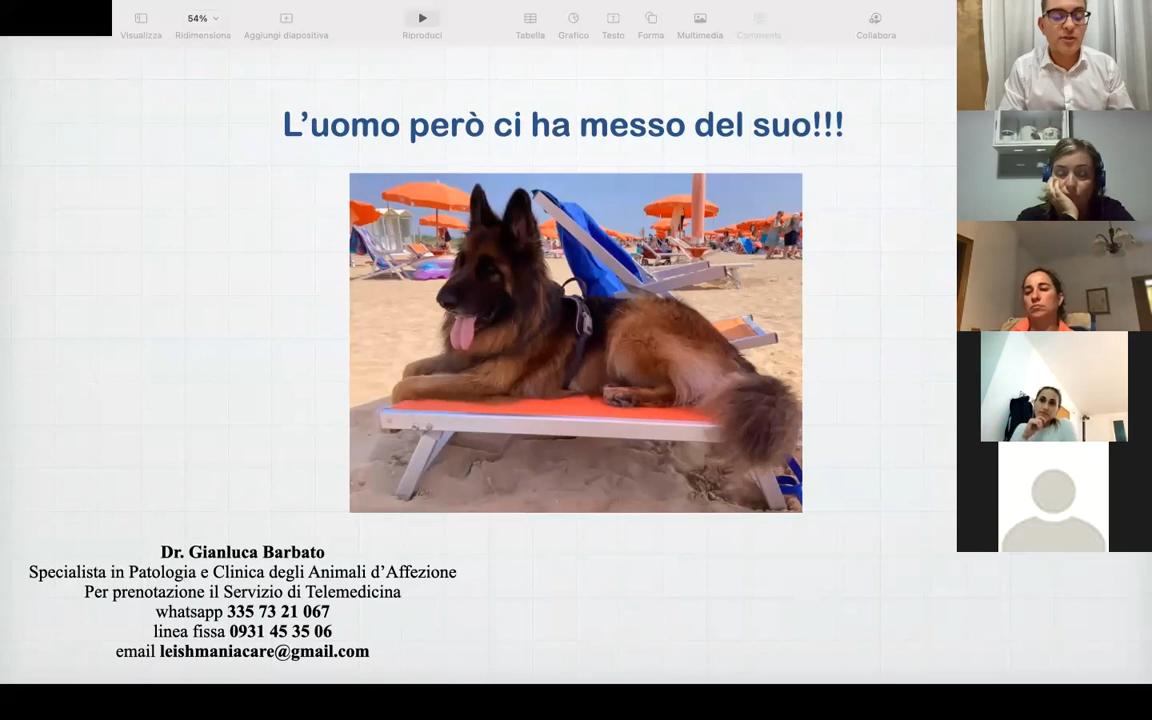 54%
Visualizza
Ridimensiona
Aggiungi diapositiva
Riproduci
Tabella
Grafico
Testo
Forma
Multimedia
Commento
Collabora
L'uomo però ci ha messo del suo!!!
Dr. Gianluca Barbato
Specialista in Patologia e Clinica degli Animali d'Affezione
Per prenotazione il Servizio di Telemedicina
whatsapp 335 73 21 067
linea fissa 0931 45 35 06
email leishmaniacare@gmail.com